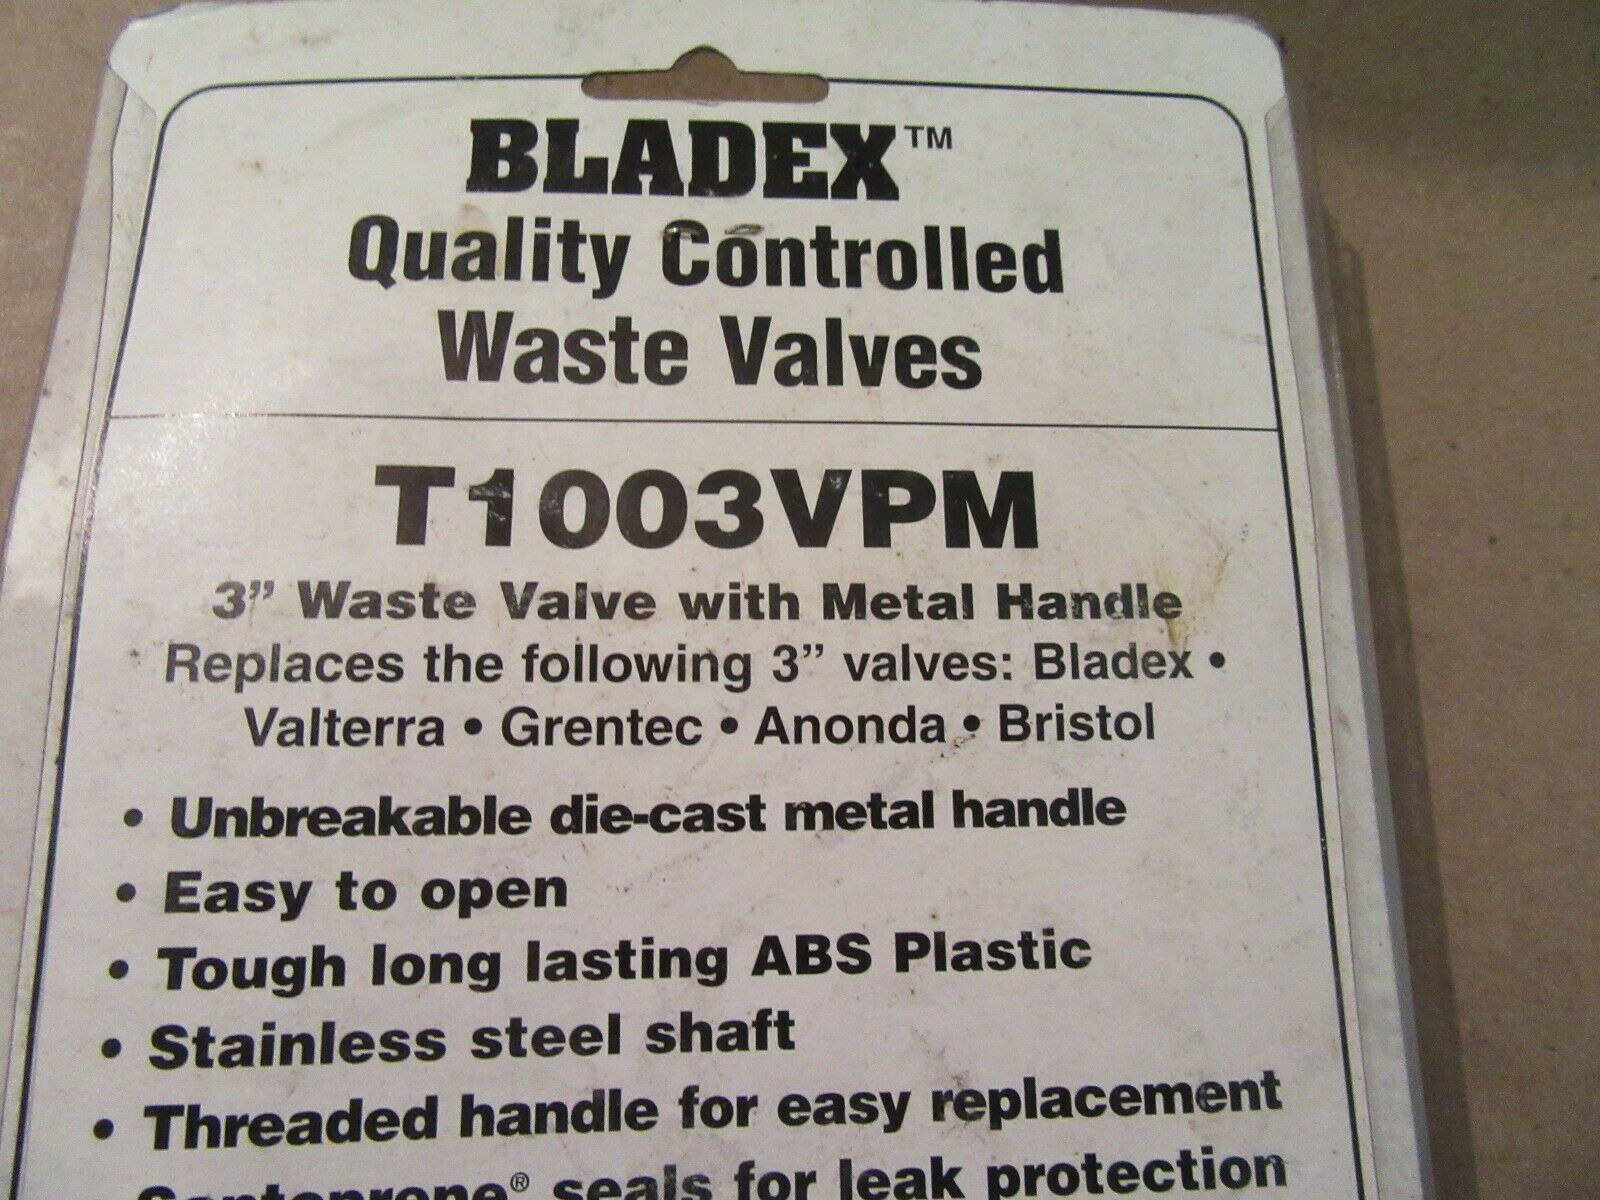 BLADEX™
Quality Controlled
Waste Valves
T1003VPM
3” Waste Valve with Metal Handle
Replaces the following 3” valves: Bladex •
Valterra • Grentec • Anonda • Bristol
• Unbreakable die-cast metal handle
• Easy to open
• Tough long lasting ABS Plastic
• Stainless steel shaft
• Threaded handle for easy replacement
Santoprene® seals for leak protection